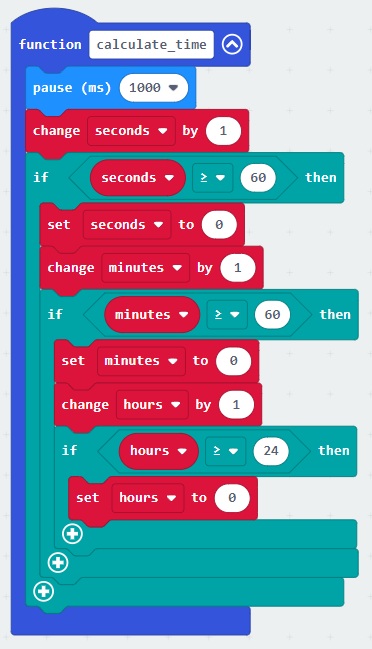 function calculate_time
pause (ms) 1000
change seconds by 1
if seconds ≥ 60 then
set seconds to 0
change minutes by 1
if minutes ≥ 60 then
set minutes to 0
change hours by 1
if hours ≥ 24 then
set hours to 0